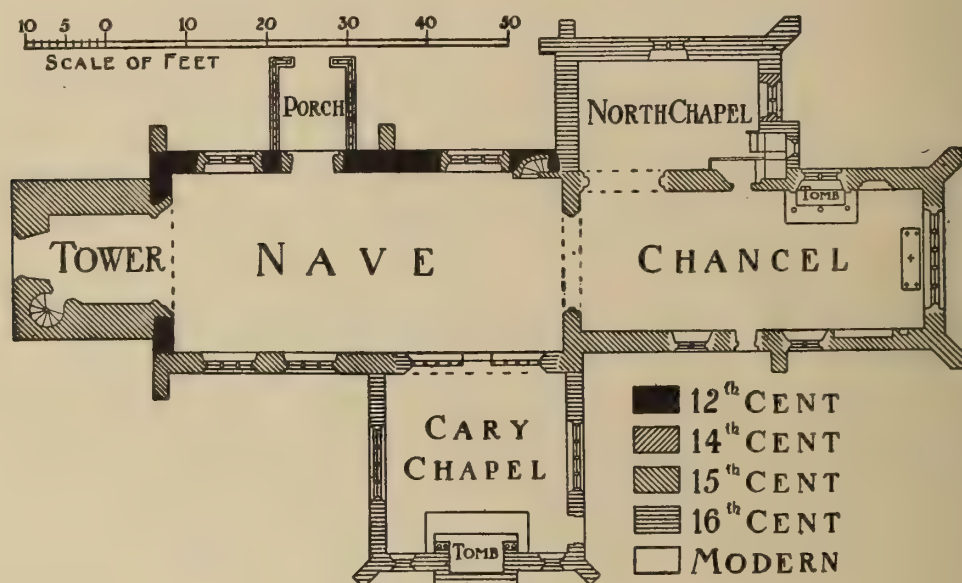 10 5 0 10 20 30 40 50
SCALE OF FEET
PORCH
NORTH CHAPEL
TOMB
TOWER
NAVE
CHANCEL
CARY
CHAPEL
TOMB
12th CENT
14th CENT
15th CENT
16th CENT
MODERN